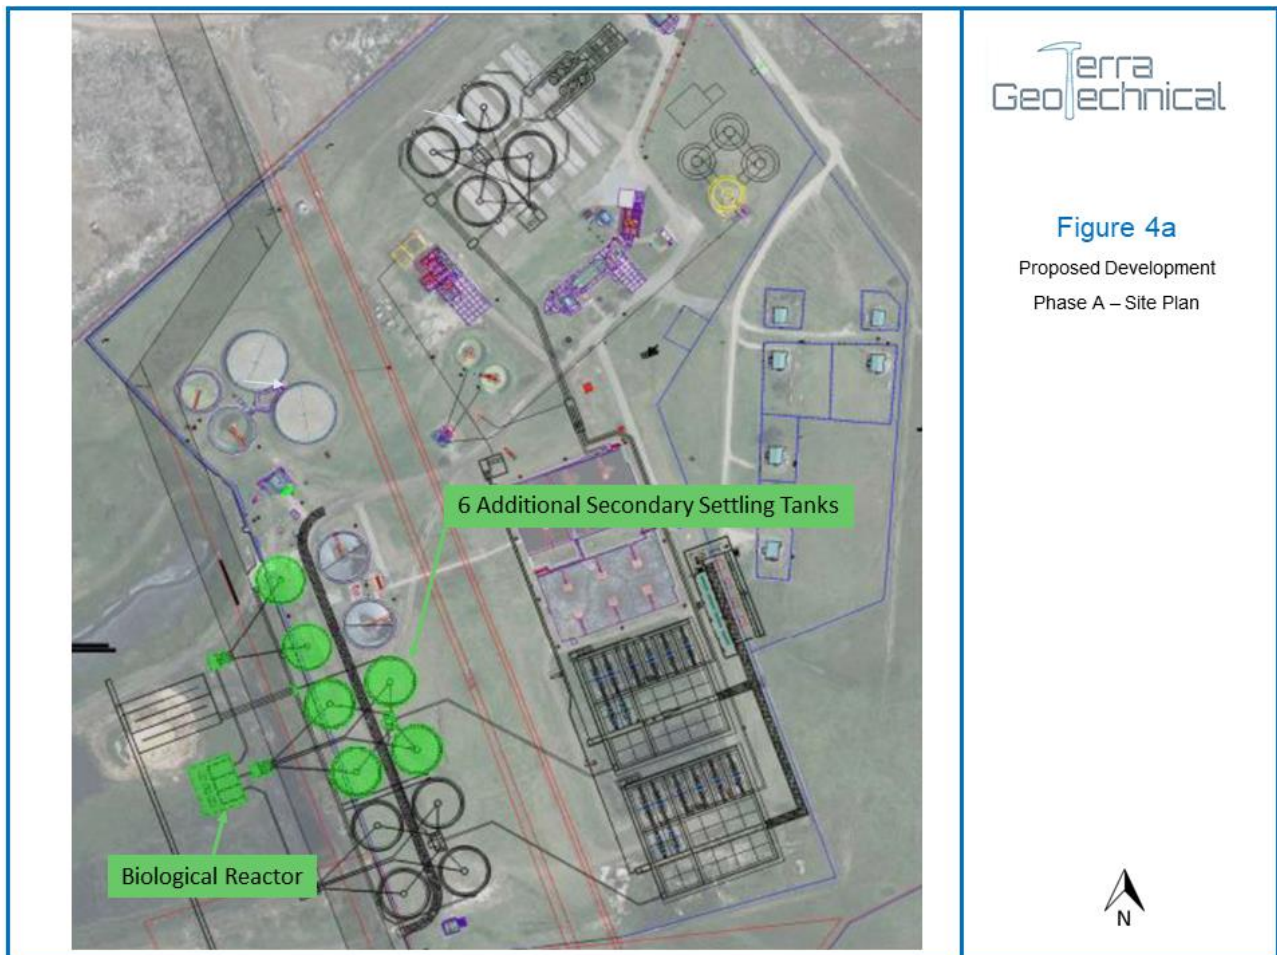 6 Additional Secondary Settling Tanks
Biological Reactor
Terra
GeoTechnical
Figure 4a
Proposed Development
Phase A – Site Plan
N